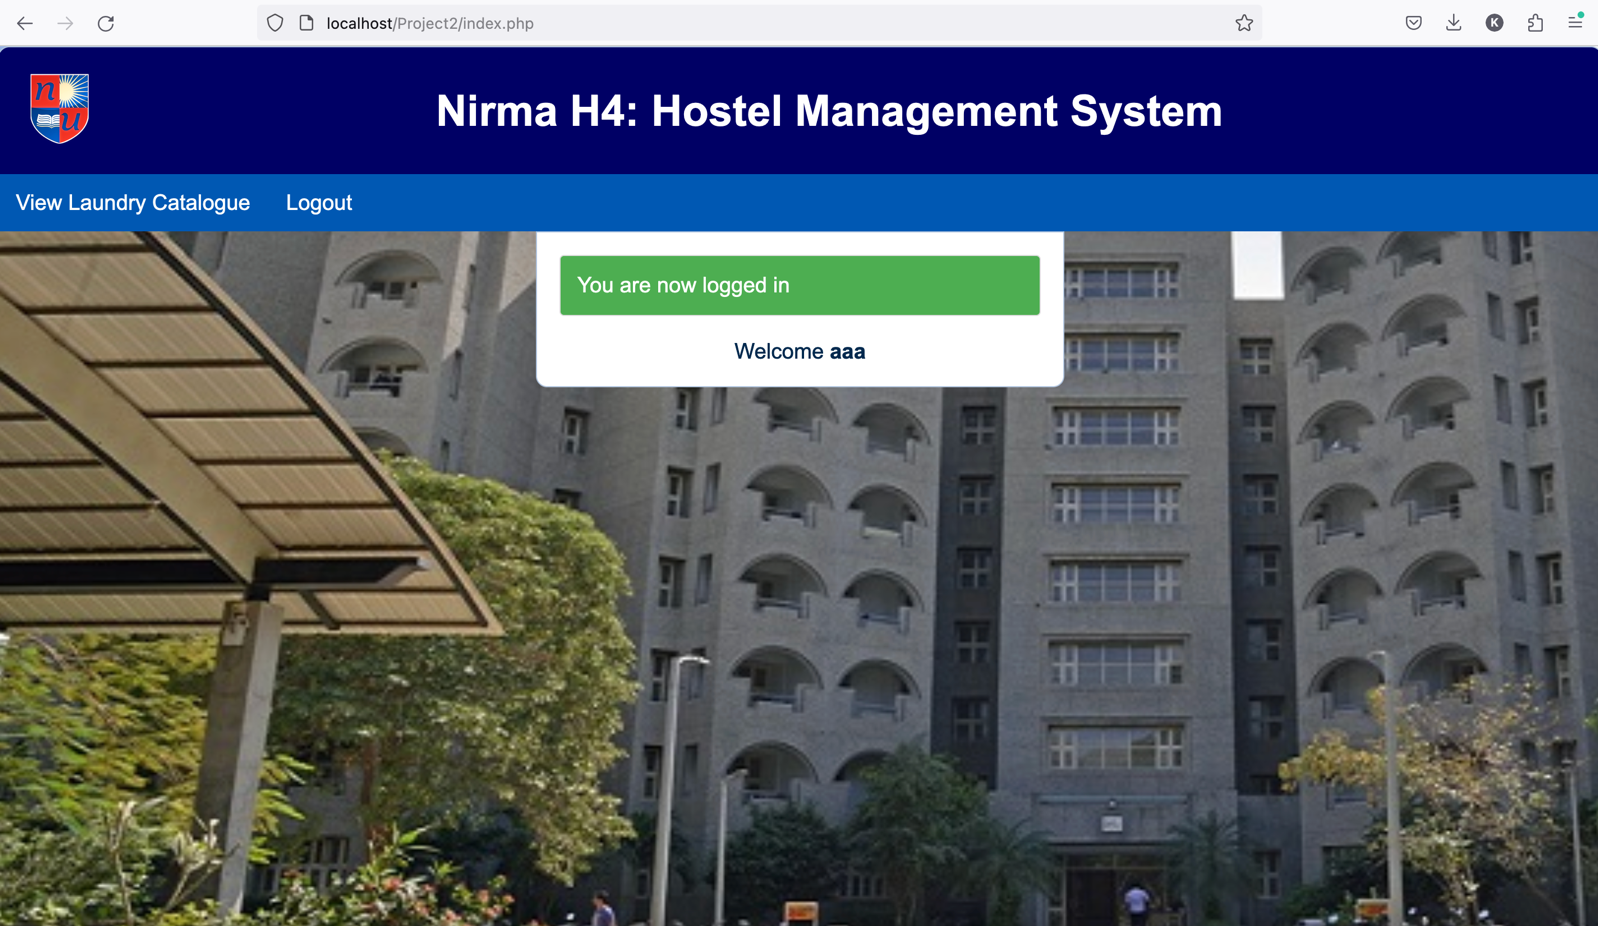 localhost/Project2/index.php
K
n
u
Nirma H4: Hostel Management System
View Laundry Catalogue Logout
You are now logged in
Welcome aaa